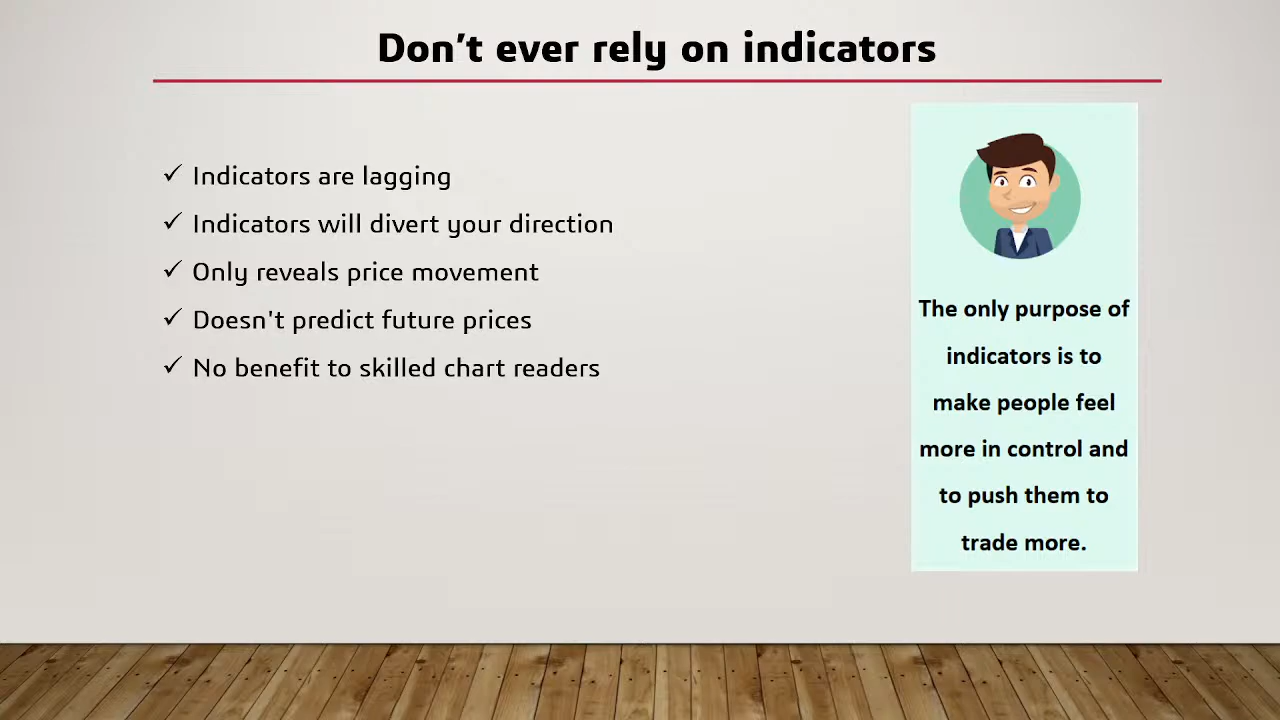 Don’t ever rely on indicators
✓ Indicators are lagging
✓ Indicators will divert your direction
✓ Only reveals price movement
✓ Doesn't predict future prices
✓ No benefit to skilled chart readers
The only purpose of
indicators is to
make people feel
more in control and
to push them to
trade more.